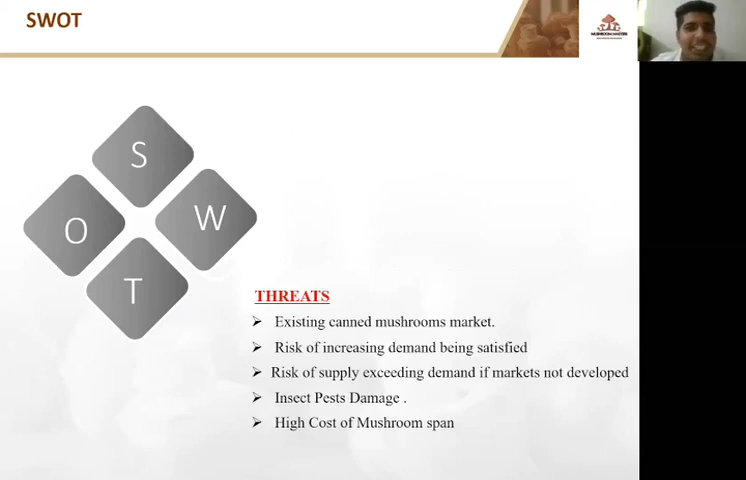 SWOT
MUSHROOM MASTERS
S
W
O
T
THREATS
Existing canned mushrooms market.
Risk of increasing demand being satisfied
Risk of supply exceeding demand if markets not developed
Insect Pests Damage .
High Cost of Mushroom span